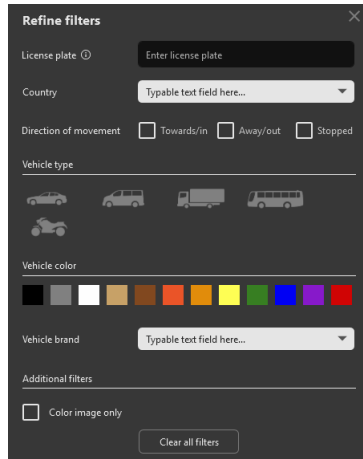 Refine filters
License plate
Enter license plate
Country
Typable text field here...
Direction of movement
Towards/in
Away/out
Stopped
Vehicle type
Vehicle color
Vehicle brand
Typable text field here...
Additional filters
Color image only
Clear all filters